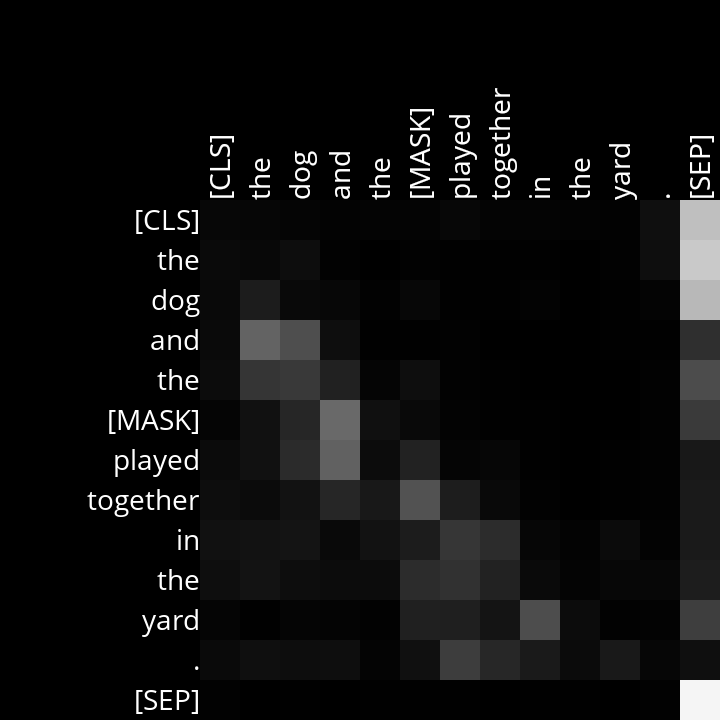 [CLS]
the
dog
and
the
[MASK]
played
together
in
the
yard
.
[SEP]
[CLS]
the
dog
and
the
[MASK]
played
together
in
the
yard
.
[SEP]